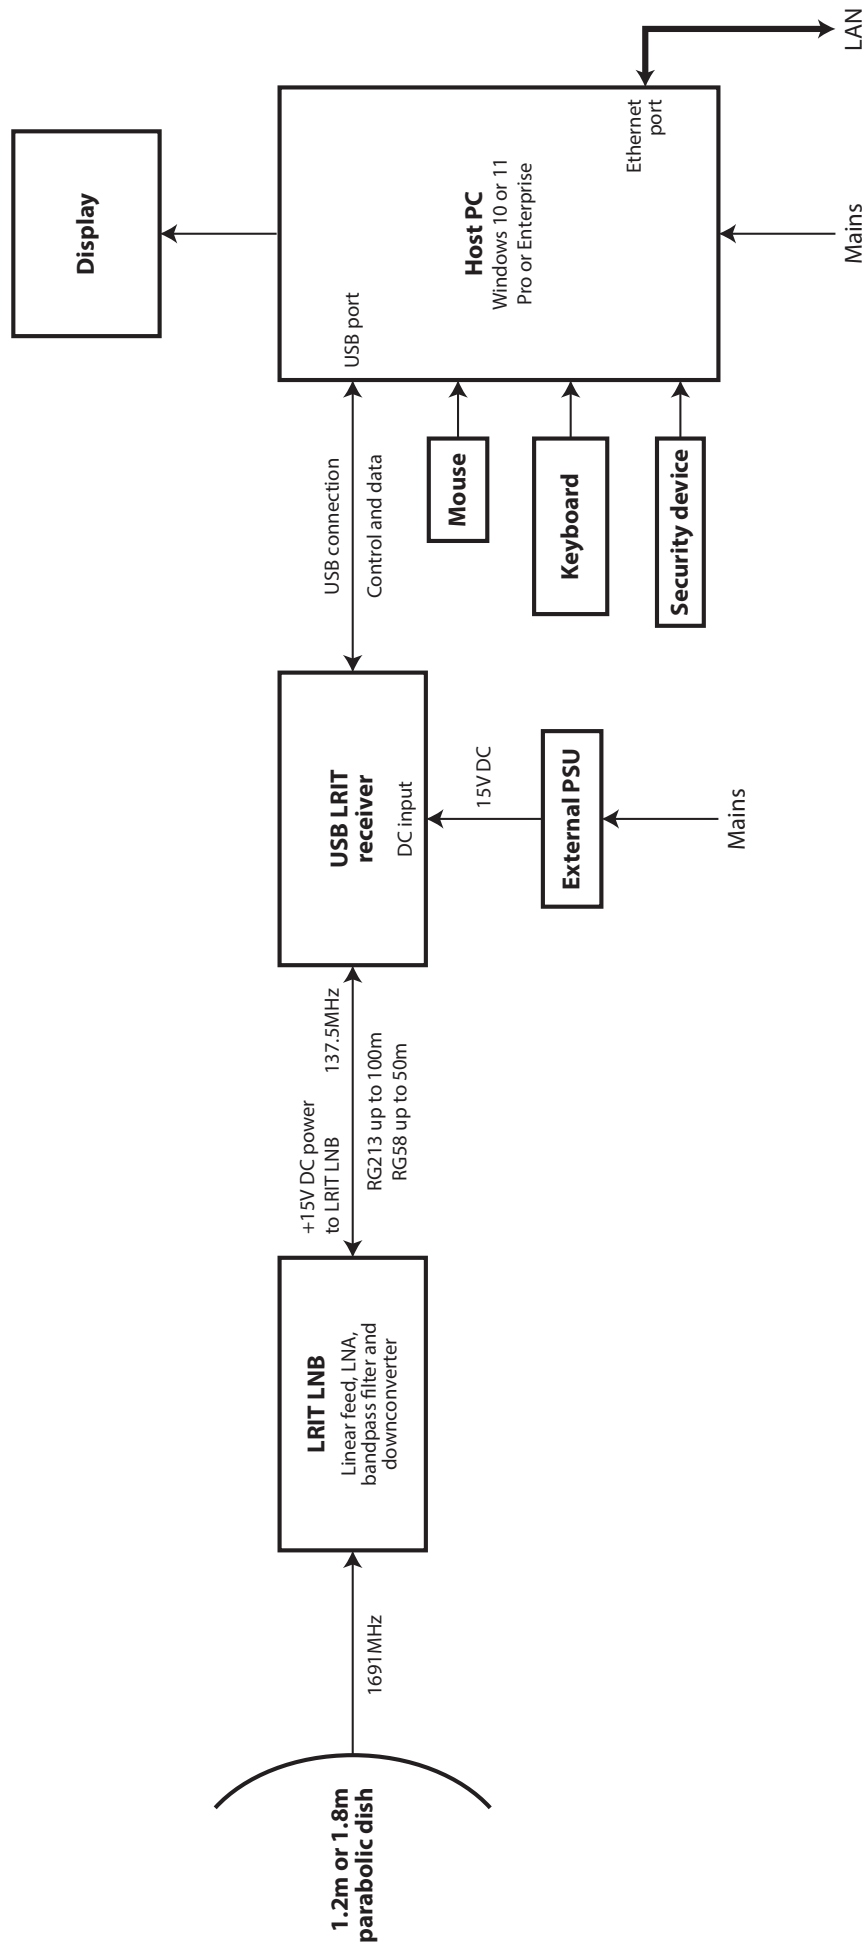 1.2m or 1.8m
parabolic dish
1691MHz
LRIT LNB
Linear feed, LNA,
bandpass filter and
downconverter
+15V DC power
to LRIT LNB
137.5MHz
RG213 up to 100m
RG58 up to 50m
USB LRIT
receiver
DC input
15V DC
External PSU
Mains
USB connection
Control and data
Mouse
Keyboard
Security device
Display
USB port
Host PC
Windows 10 or 11
Pro or Enterprise
Ethernet
port
Mains
LAN